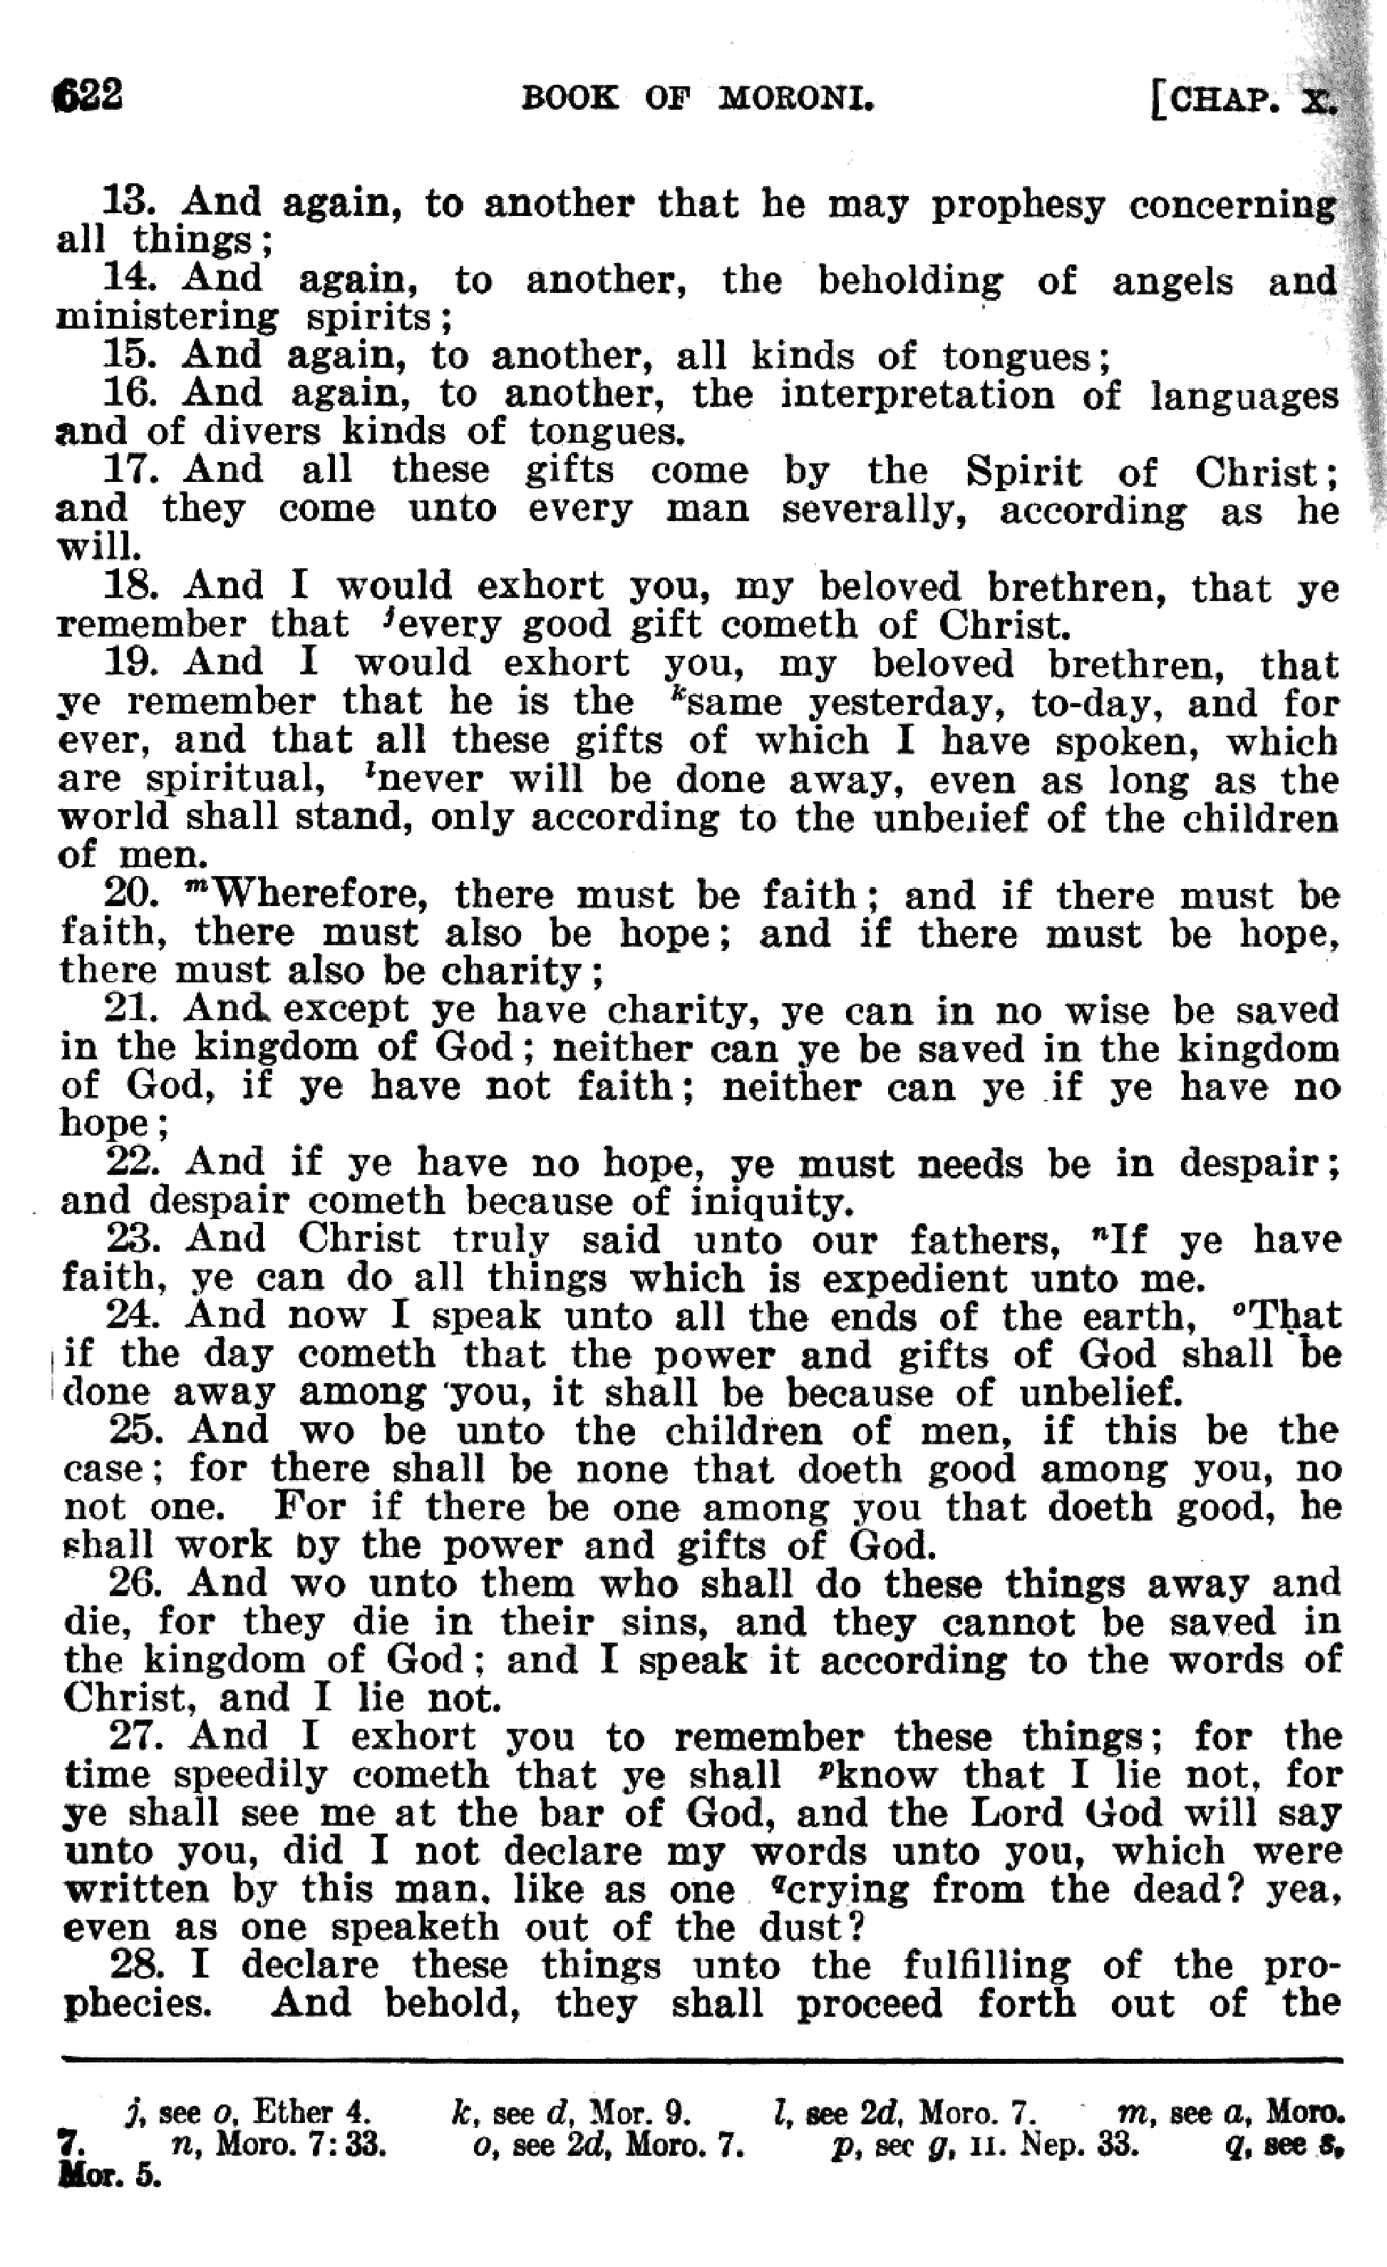 622 BOOK OF MORONI. [CHAP. X.
13. And again, to another that he may prophesy concerning
all things;
14. And again, to another, the beholding of angels and
ministering spirits;
15. And again, to another, all kinds of tongues;
16. And again, to another, the interpretation of languages
and of divers kinds of tongues.
17. And all these gifts come by the Spirit of Christ;
and they come unto every man severally, according as he
will.
18. And I would exhort you, my beloved brethren, that ye
remember that jevery good gift cometh of Christ.
19. And I would exhort you, my beloved brethren, that
ye remember that he is the ksame yesterday, to-day, and for
ever, and that all these gifts of which I have spoken, which
are spiritual, lnever will be done away, even as long as the
world shall stand, only according to the unbelief of the children
of men.
20. mWherefore, there must be faith; and if there must be
faith, there must also be hope; and if there must be hope,
there must also be charity;
21. And except ye have charity, ye can in no wise be saved
in the kingdom of God; neither can ye be saved in the kingdom
of God, if ye have not faith; neither can ye if ye have no
hope;
22. And if ye have no hope, ye must needs be in despair;
and despair cometh because of iniquity.
23. And Christ truly said unto our fathers, nIf ye have
faith, ye can do all things which is expedient unto me.
24. And now I speak unto all the ends of the earth, oThat
if the day cometh that the power and gifts of God shall be
done away among you, it shall be because of unbelief.
25. And wo be unto the children of men, if this be the
case; for there shall be none that doeth good among you, no
not one. For if there be one among you that doeth good, he
shall work by the power and gifts of God.
26. And wo unto them who shall do these things away and
die, for they die in their sins, and they cannot be saved in
the kingdom of God; and I speak it according to the words of
Christ, and I lie not.
27. And I exhort you to remember these things; for the
time speedily cometh that ye shall pknow that I lie not, for
ye shall see me at the bar of God, and the Lord God will say
unto you, did I not declare my words unto you, which were
written by this man, like as one qcrying from the dead? yea,
even as one speaketh out of the dust?
28. I declare these things unto the fulfilling of the pro-
phecies. And behold, they shall proceed forth out of the
j, see o, Ether 4. k, see d, Mor. 9. l, see 2d, Moro. 7. m, see a, Moro.
7. n, Moro. 7:33. o, see 2d, Moro. 7. p, see g, II. Nep. 33. q, see s,
Mor. 5.